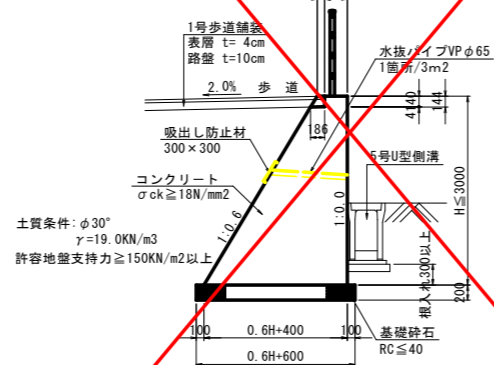 1号歩道舗装
表層 t= 4cm
路盤 t=10cm
2.0% 歩 道
水抜パイプVPφ65
1箇所/3m2
186
4140
144
吸出し防止材
300×300
5号U型側溝
コンクリート
σck≧18N/mm2
H≦3000
1:0.6
1:0.0
土質条件:φ30°
γ=19.0KN/m3
許容地盤支持力≧150KN/m2以上
根入れ300以上
200
100
0.6H+400
100
基礎砕石
RC≦40
0.6H+600